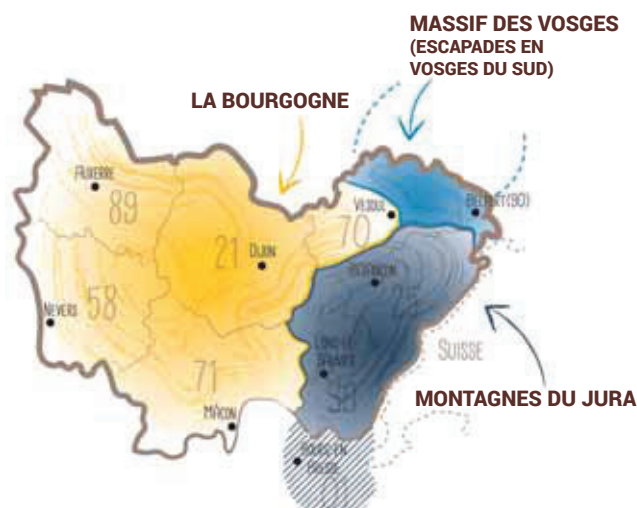 MASSIF DES VOSGES
(ESCAPADES EN
VOSGES DU SUD)
LA BOURGOGNE
AUXERRE
89
VESOUL
BELFORT (90)
70
21
DIJON
BESANÇON
25
NEVERS
58
LONS-LE
SAUNIER
SUISSE
39
71
MONTAGNES DU JURA
MÂCON
BOURG EN
BRESSE